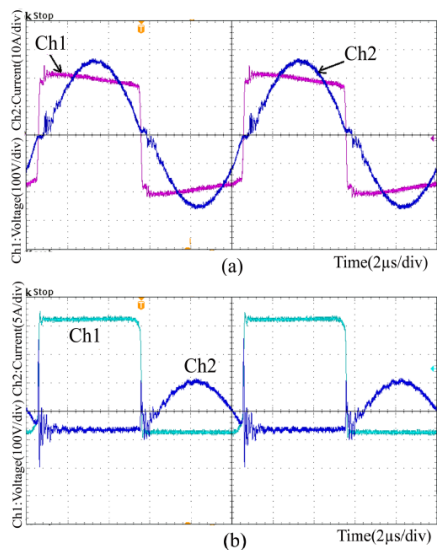 Stop
Ch1
Ch2
Ch1:Voltage(100V/div) Ch2:Current(10A/div)
Time(2µs/div)
(a)
Stop
Ch1
Ch2
Ch1:Voltage(100V/div) Ch2:Current(5A/div)
Time(2µs/div)
(b)